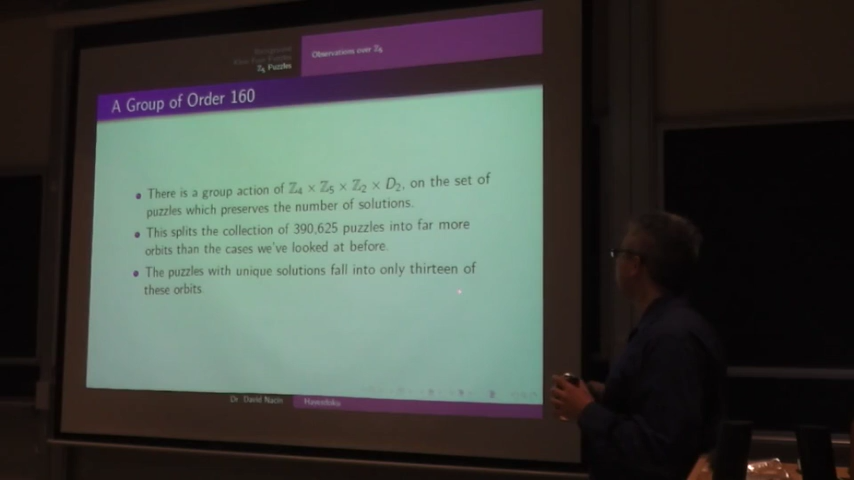 Z₅ Puzzles
Observations over Z₅
A Group of Order 160
There is a group action of ℤ₄ × ℤ₅ × ℤ₂ × D₂, on the set of
puzzles which preserves the number of solutions.
This splits the collection of 390,625 puzzles into far more
orbits than the cases we've looked at before.
The puzzles with unique solutions fall into only thirteen of
these orbits
Dr. David Nacin